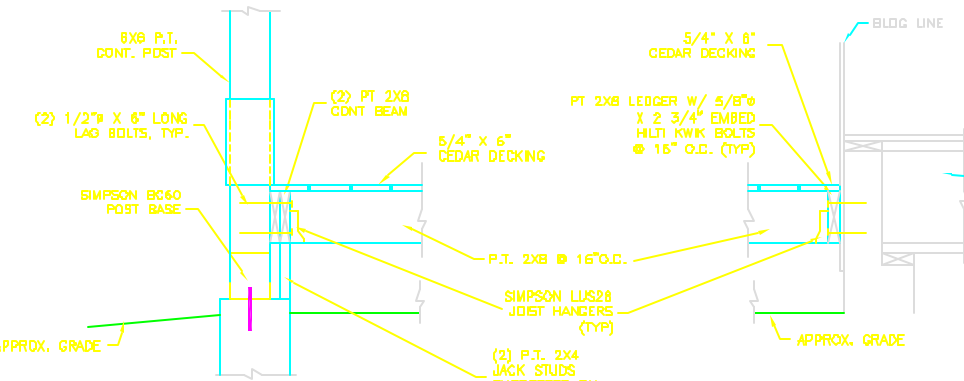 BLDG LINE
6X6 P.T.
CONT. POST
5/4" X 6"
CEDAR DECKING
(2) PT 2X8
CONT BEAM
PT 2X8 LEDGER W/ 5/8"ø
X 2 3/4" EMBED
HILTI KWIK BOLTS
@ 16" O.C. (TYP)
(2) 1/2"ø X 6" LONG
LAG BOLTS, TYP.
5/4" X 6"
CEDAR DECKING
SIMPSON BC60
POST BASE
P.T. 2X8 @ 16"O.C.
SIMPSON LUS28
JOIST HANGERS
(TYP)
APPROX. GRADE
APPROX. GRADE
(2) P.T. 2X4
JACK STUDS